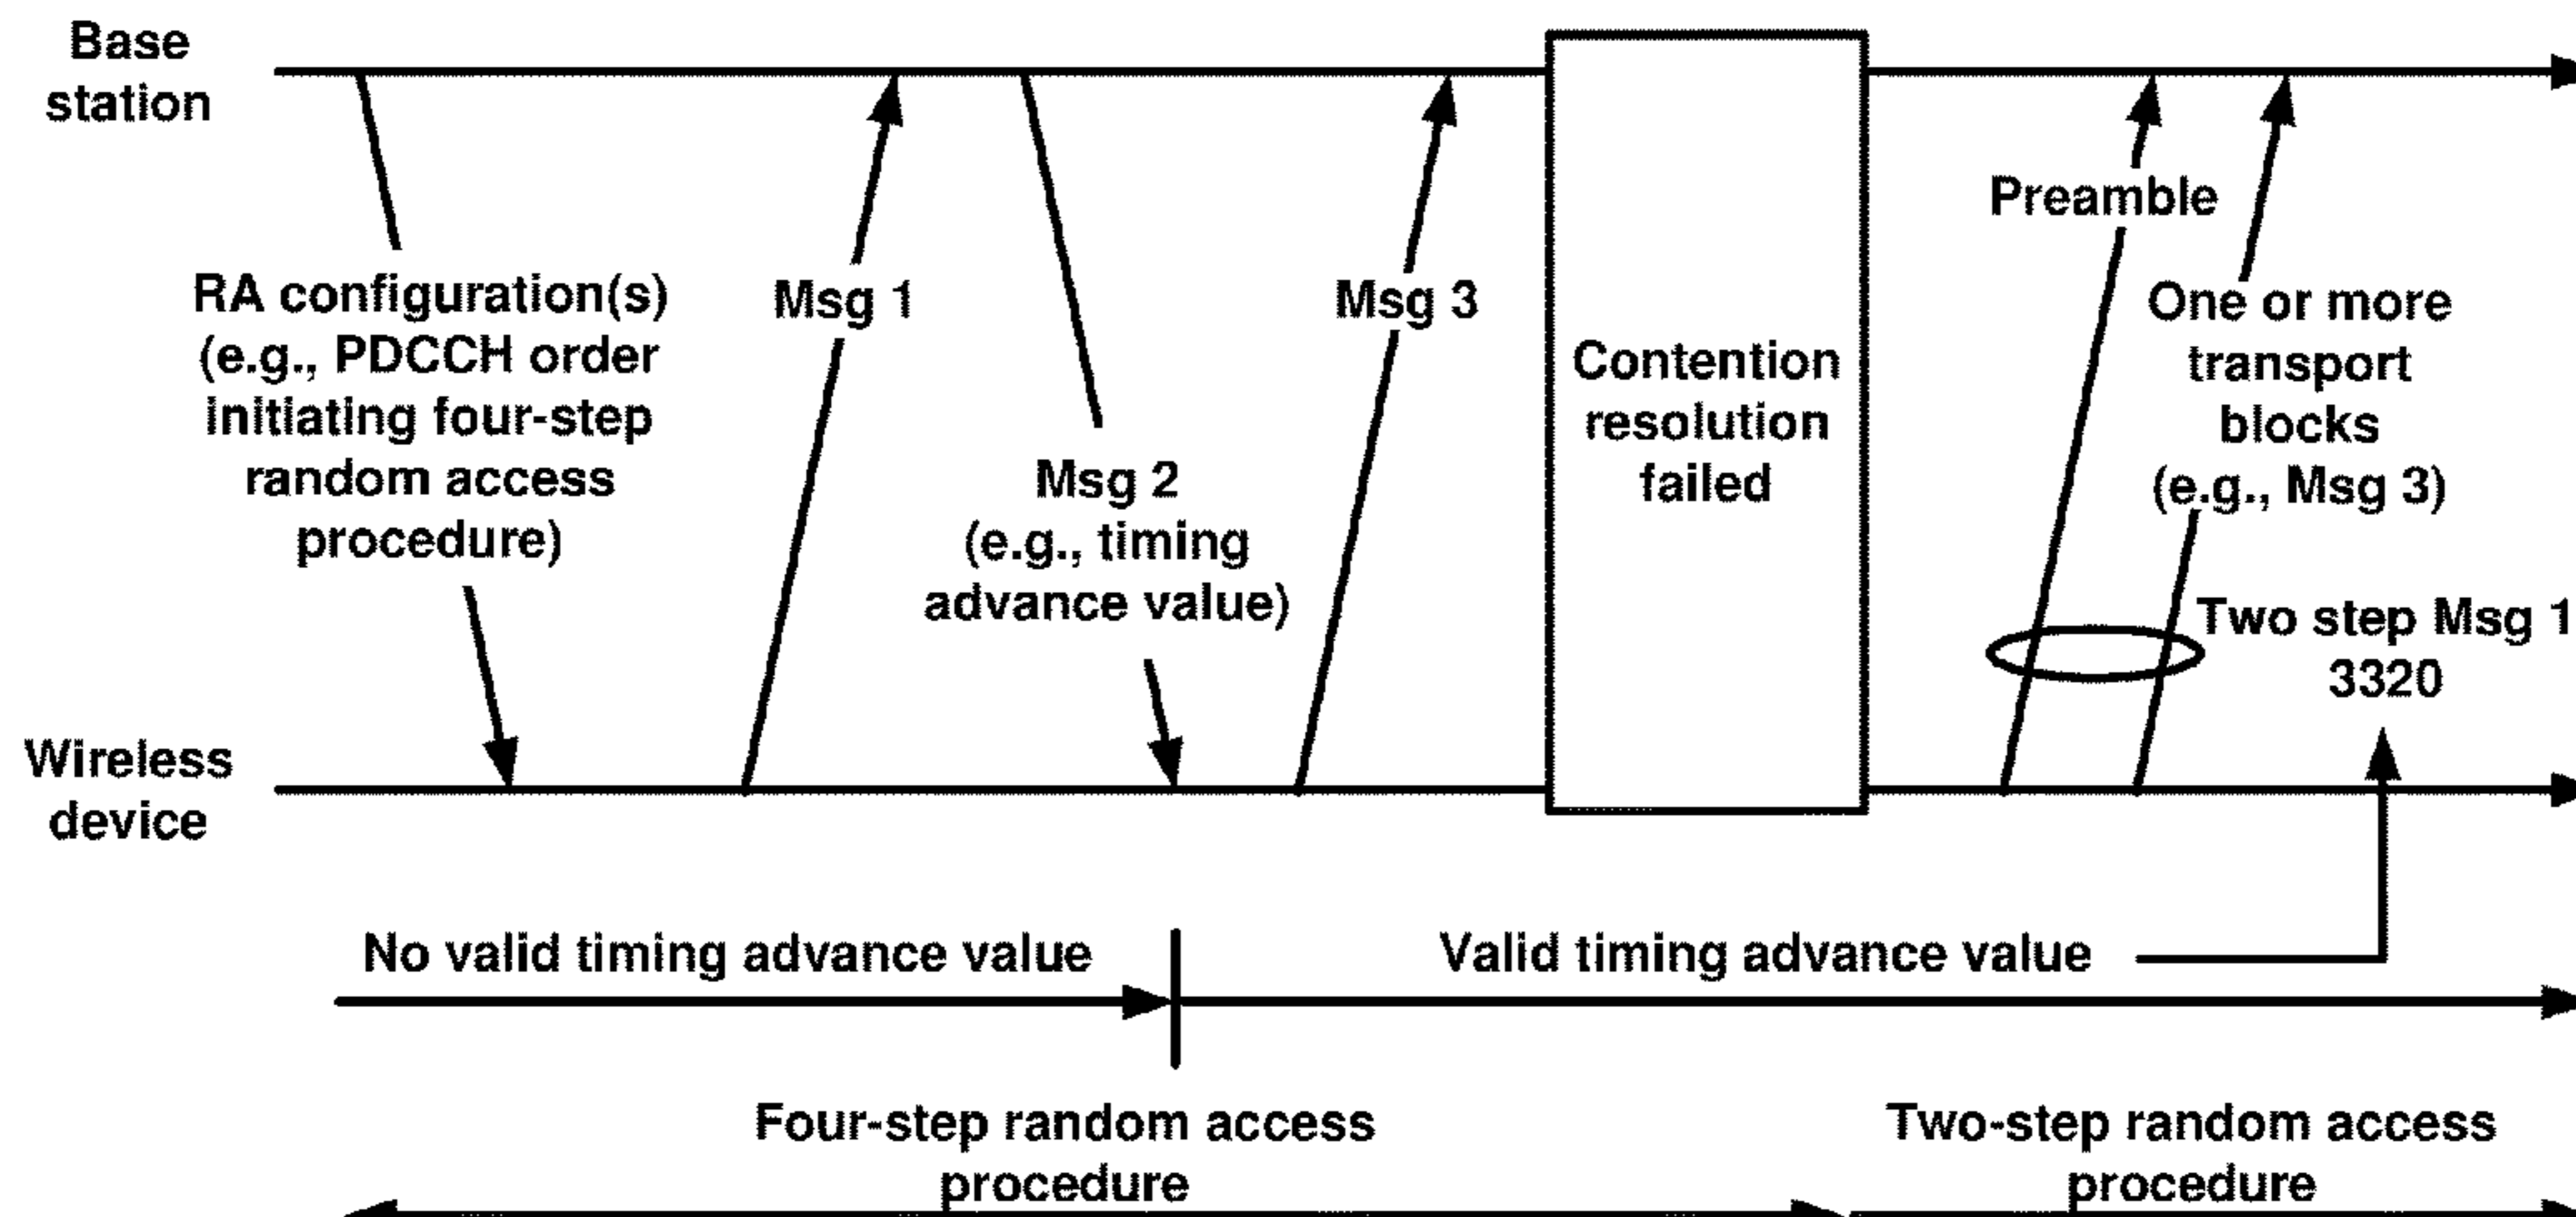 Base
station
RA configuration(s)
(e.g., PDCCH order
initiating four-step
random access
procedure)
Msg 1
Msg 2
(e.g., timing
advance value)
Msg 3
Contention
resolution
failed
Preamble
One or more
transport
blocks
(e.g., Msg 3)
Two step Msg 1
3320
Wireless
device
No valid timing advance value
Valid timing advance value
Four-step random access
procedure
Two-step random access
procedure